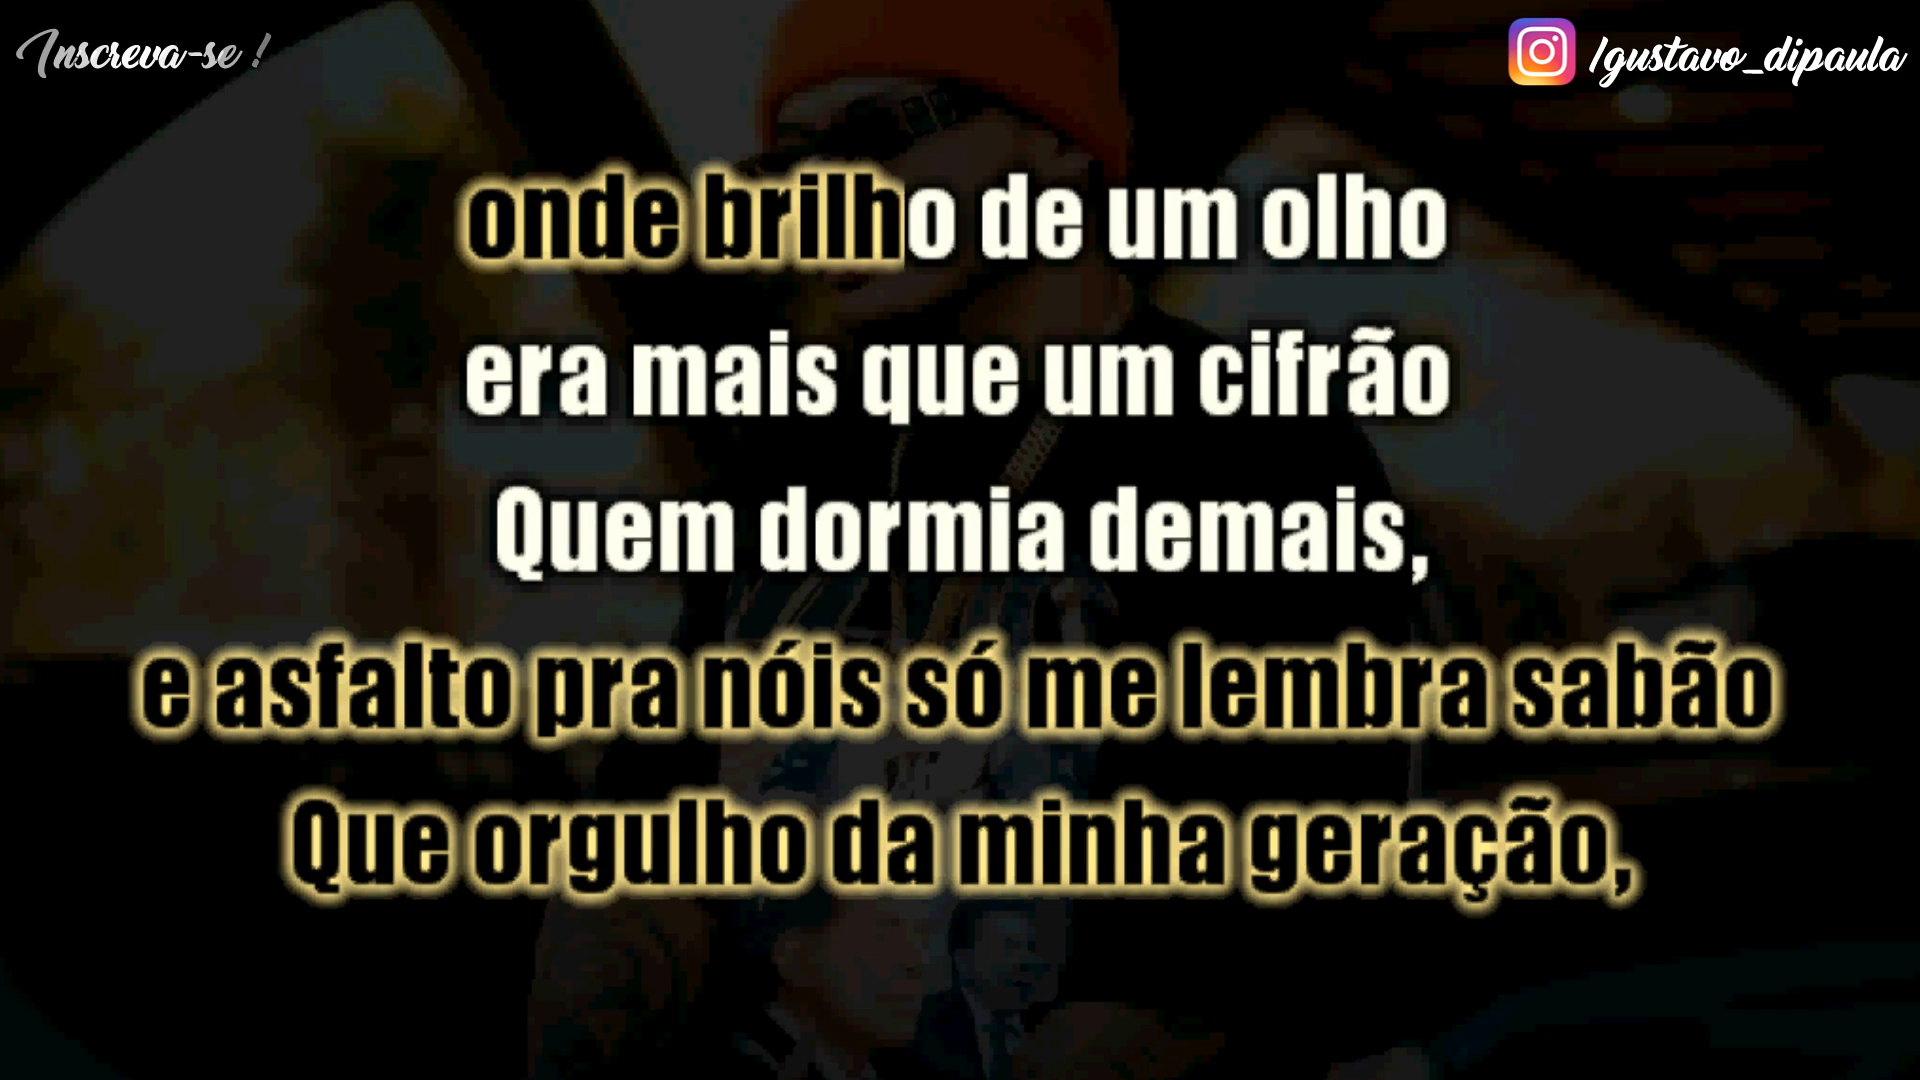 Inscreva-se !
/gustavo_dipaula
onde brilho de um olho
era mais que um cifrão
Quem dormia demais,
e asfalto pra nóis só me lembra sabão
Que orgulho da minha geração,